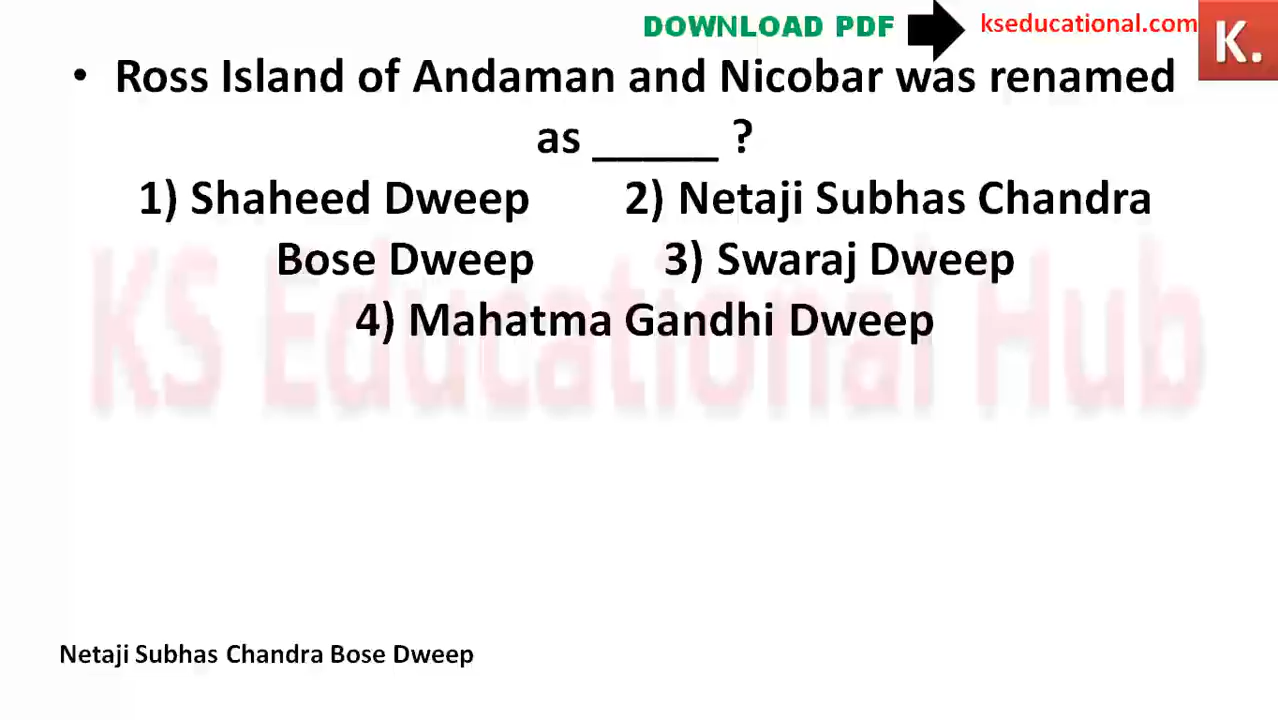 DOWNLOAD PDF kseducational.com K.
• Ross Island of Andaman and Nicobar was renamed
as _____ ?
1) Shaheed Dweep 2) Netaji Subhas Chandra
Bose Dweep 3) Swaraj Dweep
4) Mahatma Gandhi Dweep
KS Educational Hub
Netaji Subhas Chandra Bose Dweep